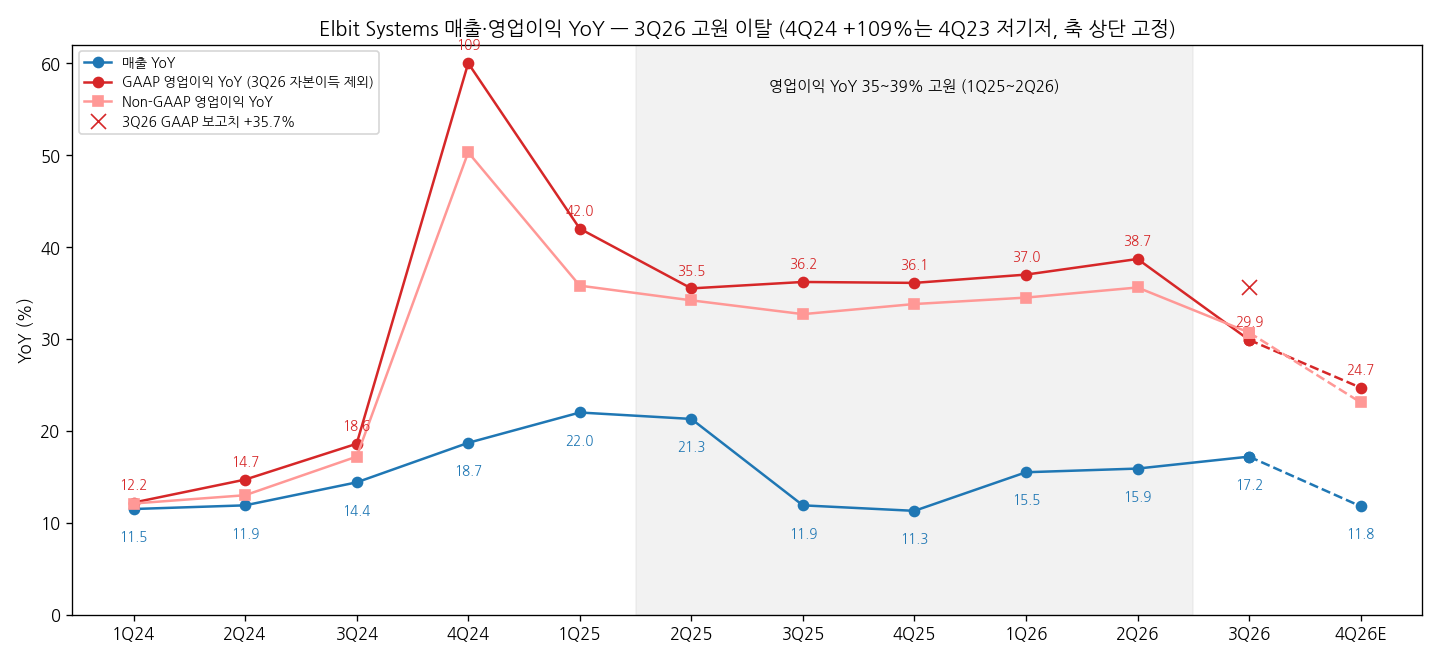 Elbit Systems 매출·영업이익 YoY — 3Q26 고원 이탈 (4Q24 +109%는 4Q23 저기저, 축 상단 고정)
매출 YoY
GAAP 영업이익 YoY (3Q26 자본이득 제외)
Non-GAAP 영업이익 YoY
3Q26 GAAP 보고치 +35.7%
영업이익 YoY 35~39% 고원 (1Q25~2Q26)
YoY (%)
60
50
40
30
20
10
0
12.2
14.7
18.6
109
42.0
35.5
36.2
36.1
37.0
38.7
29.9
24.7
11.5
11.9
14.4
18.7
22.0
21.3
11.9
11.3
15.5
15.9
17.2
11.8
1Q24
2Q24
3Q24
4Q24
1Q25
2Q25
3Q25
4Q25
1Q26
2Q26
3Q26
4Q26E